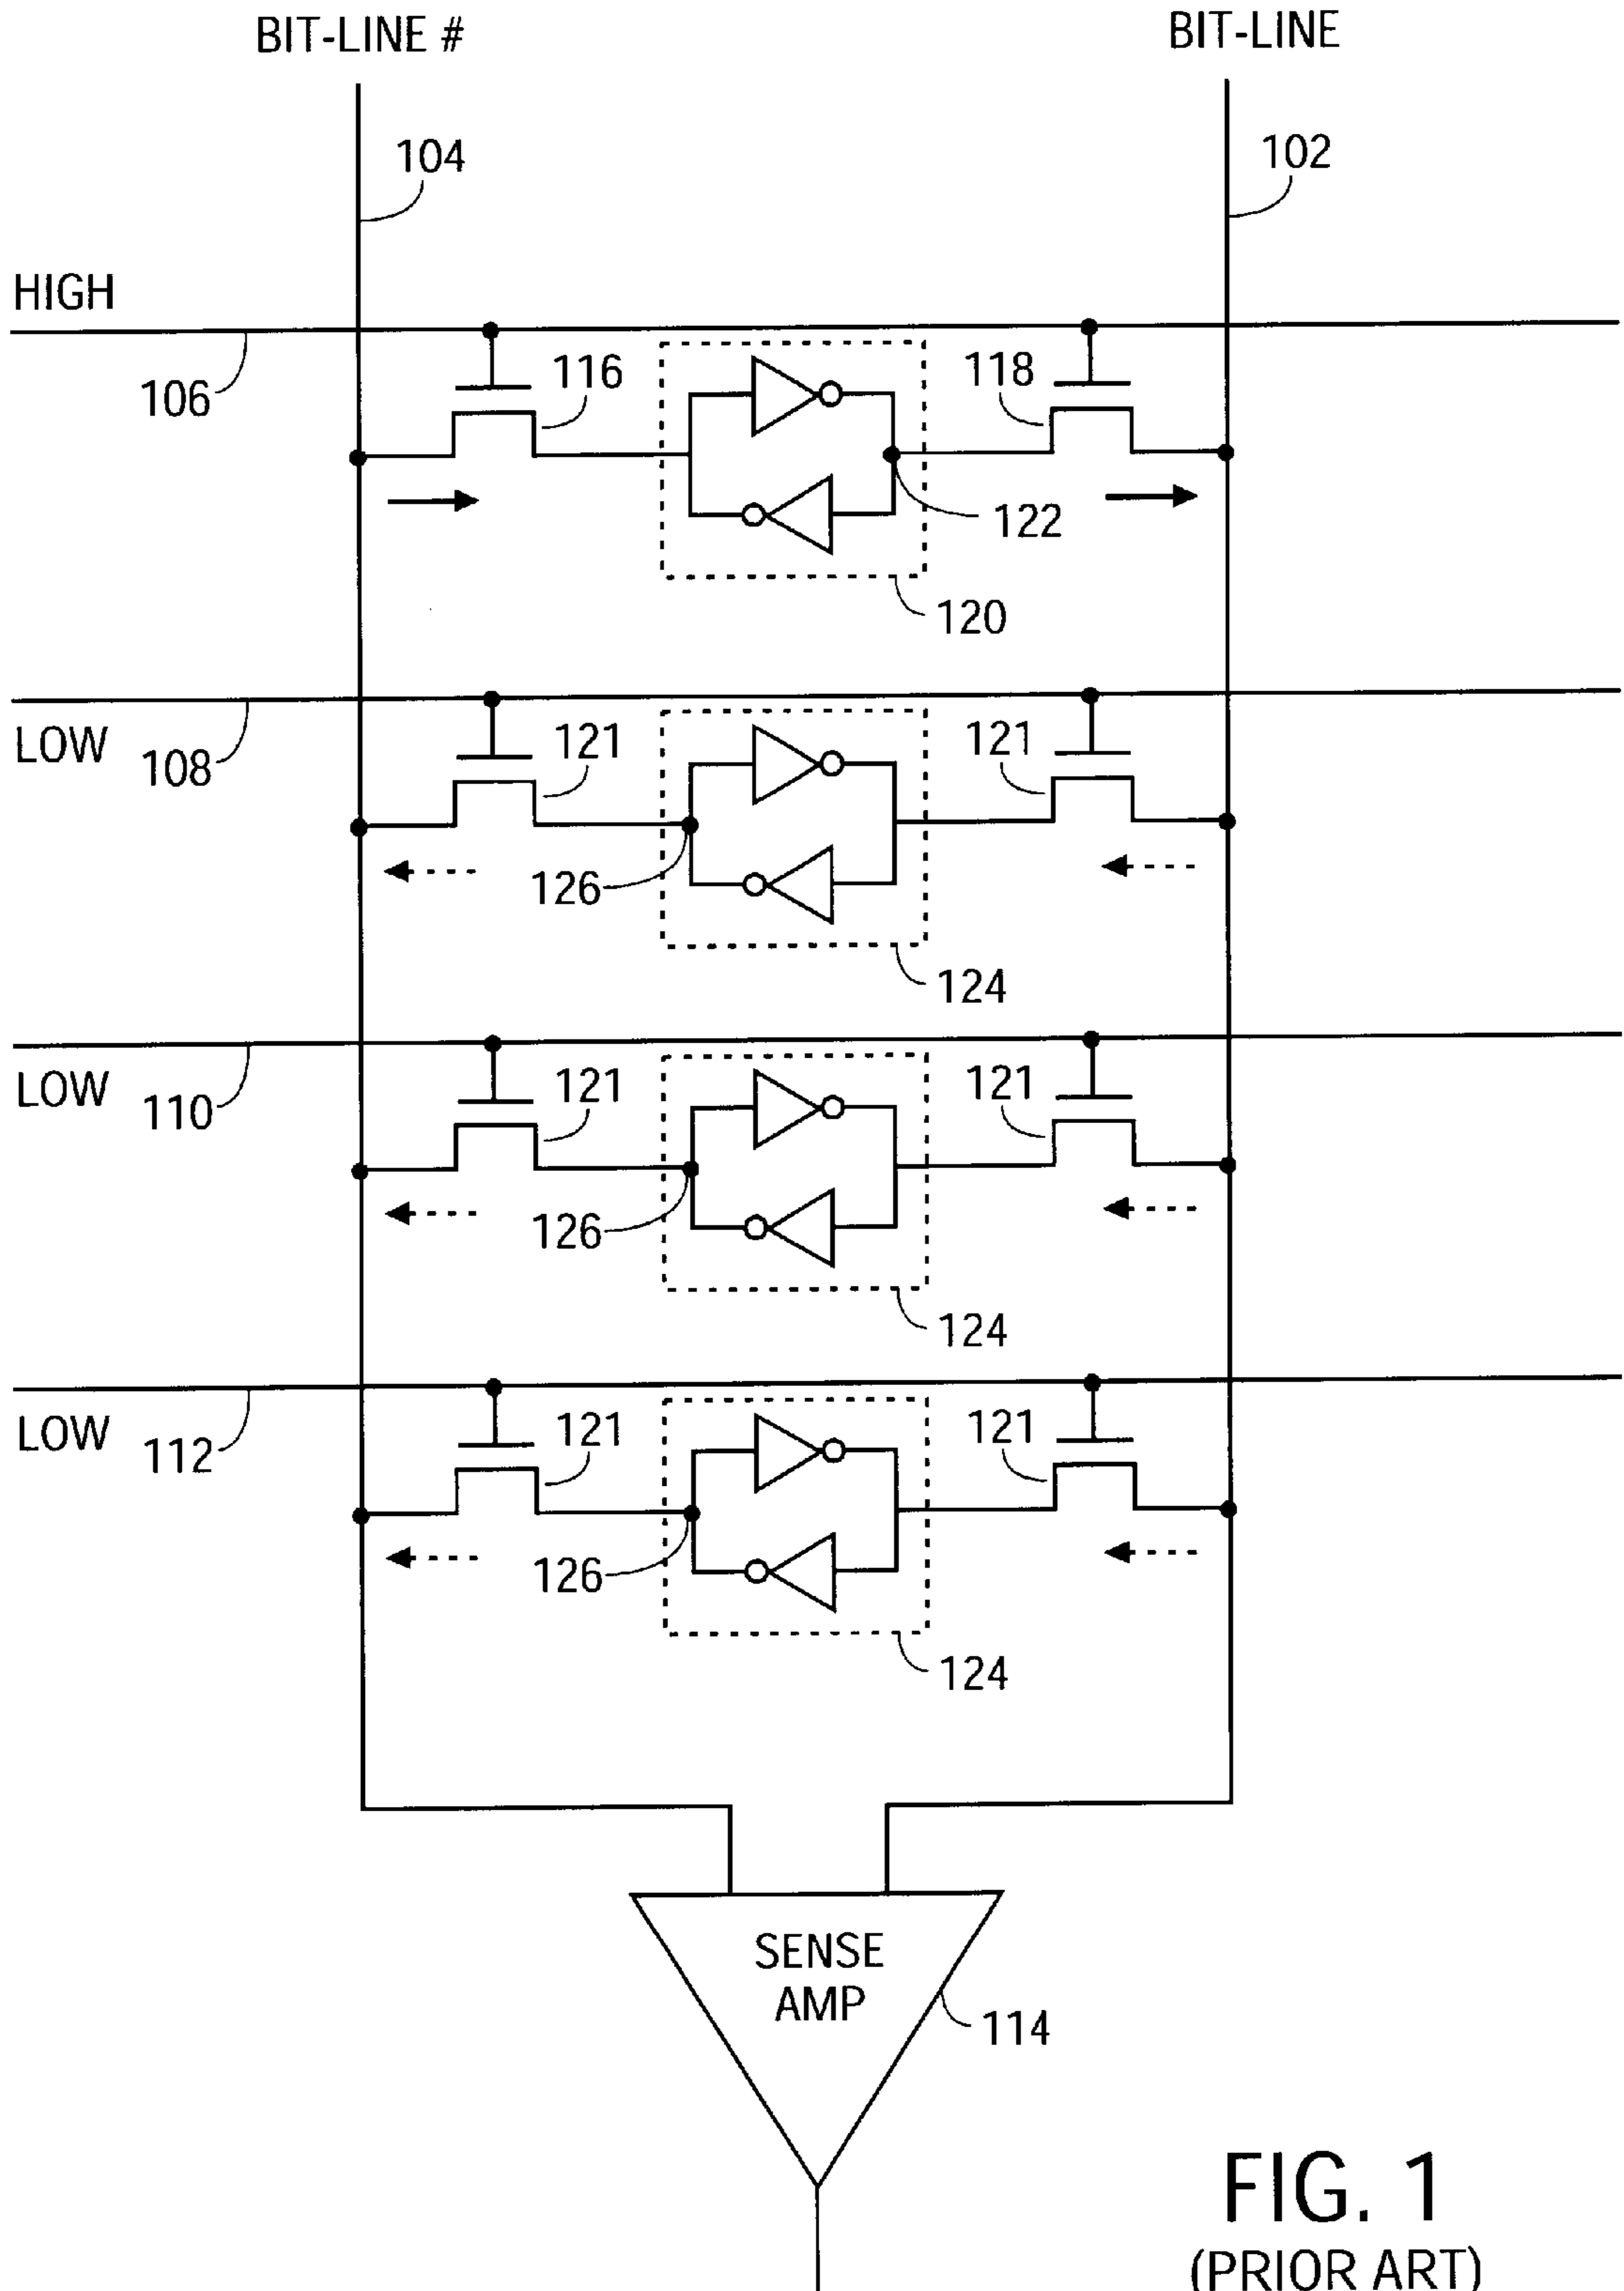 BIT-LINE #
BIT-LINE
104
102
HIGH
106
116
118
122
120
LOW
108
121
121
126
124
LOW
110
121
121
126
124
LOW
112
121
121
126
124
SENSE
AMP
114
FIG. 1
(PRIOR ART)